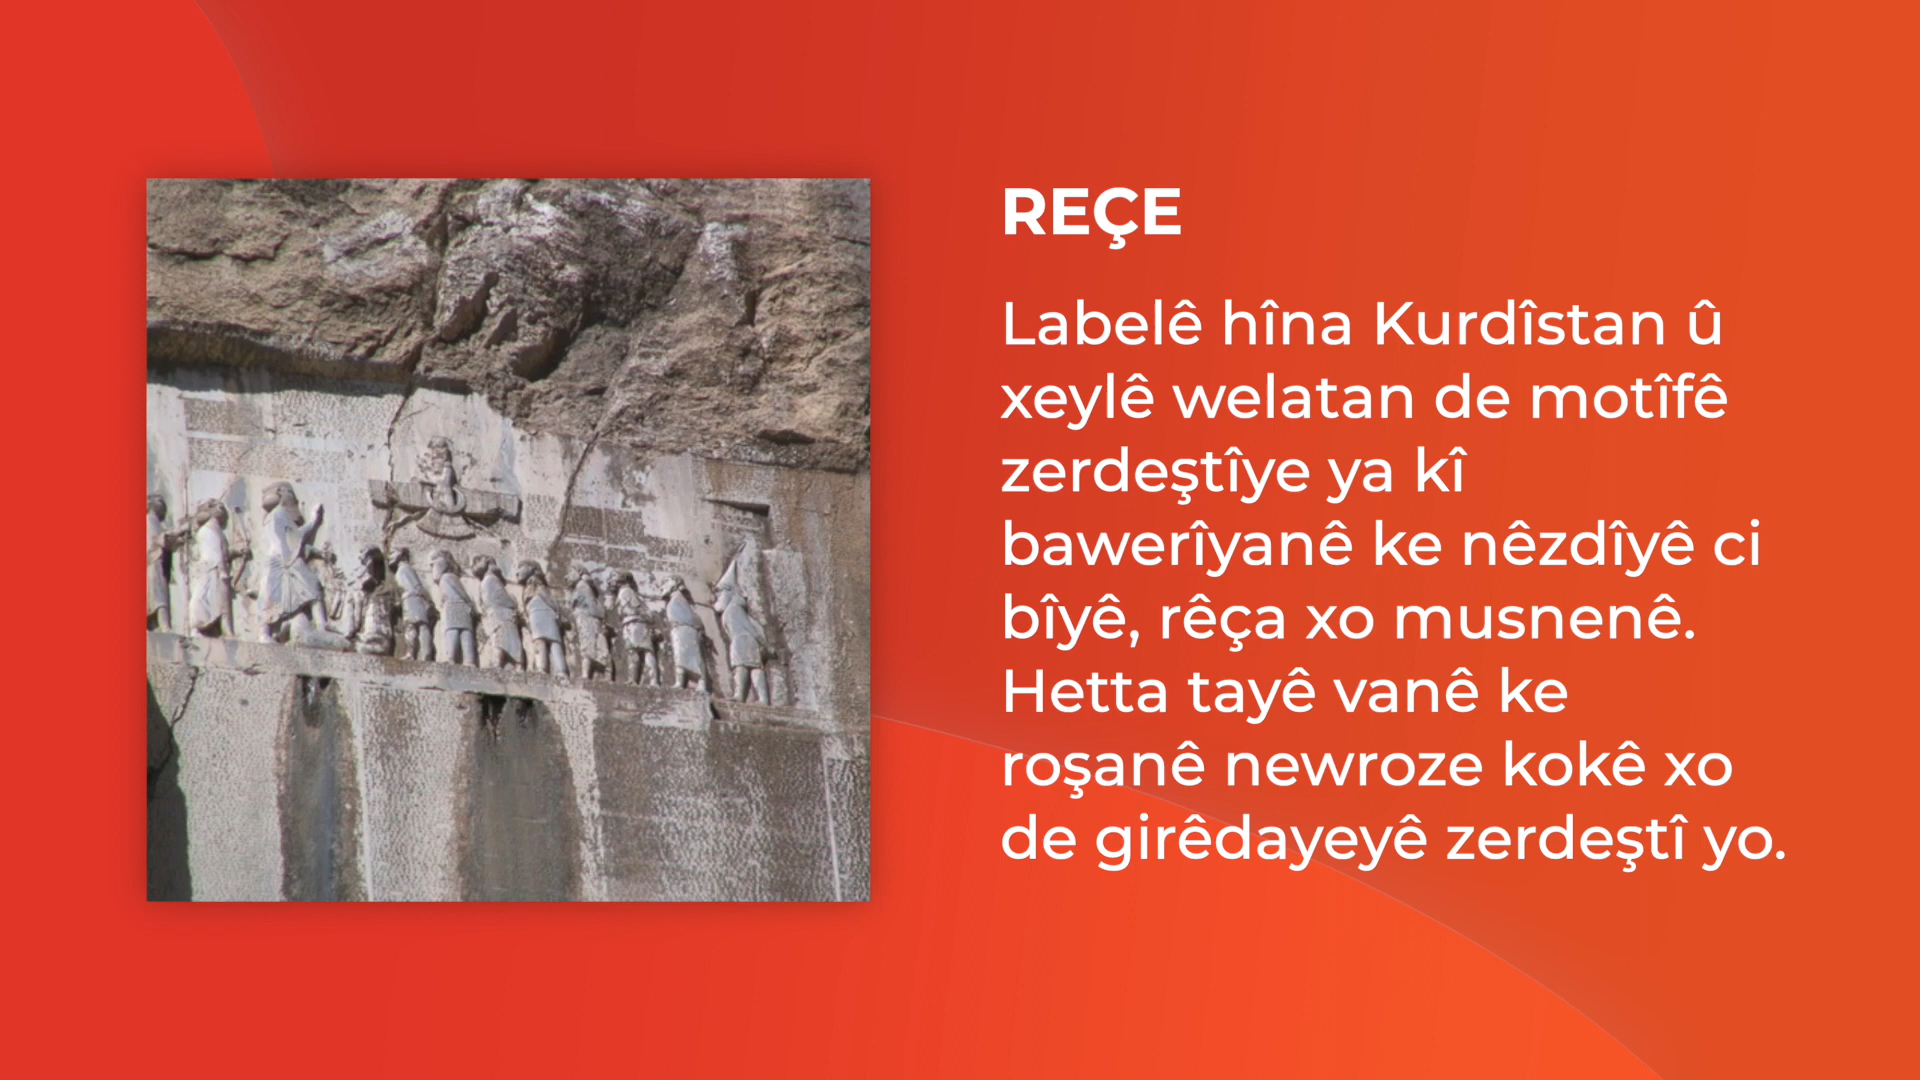 REÇE
Labelê hîna Kurdîstan û
xeylê welatan de motîfê
zerdeştîye ya kî
bawerîyanê ke nêzdîyê ci
bîyê, rêça xo musnenê.
Hetta tayê vanê ke
roşanê newroze kokê xo
de girêdayeyê zerdeştî yo.